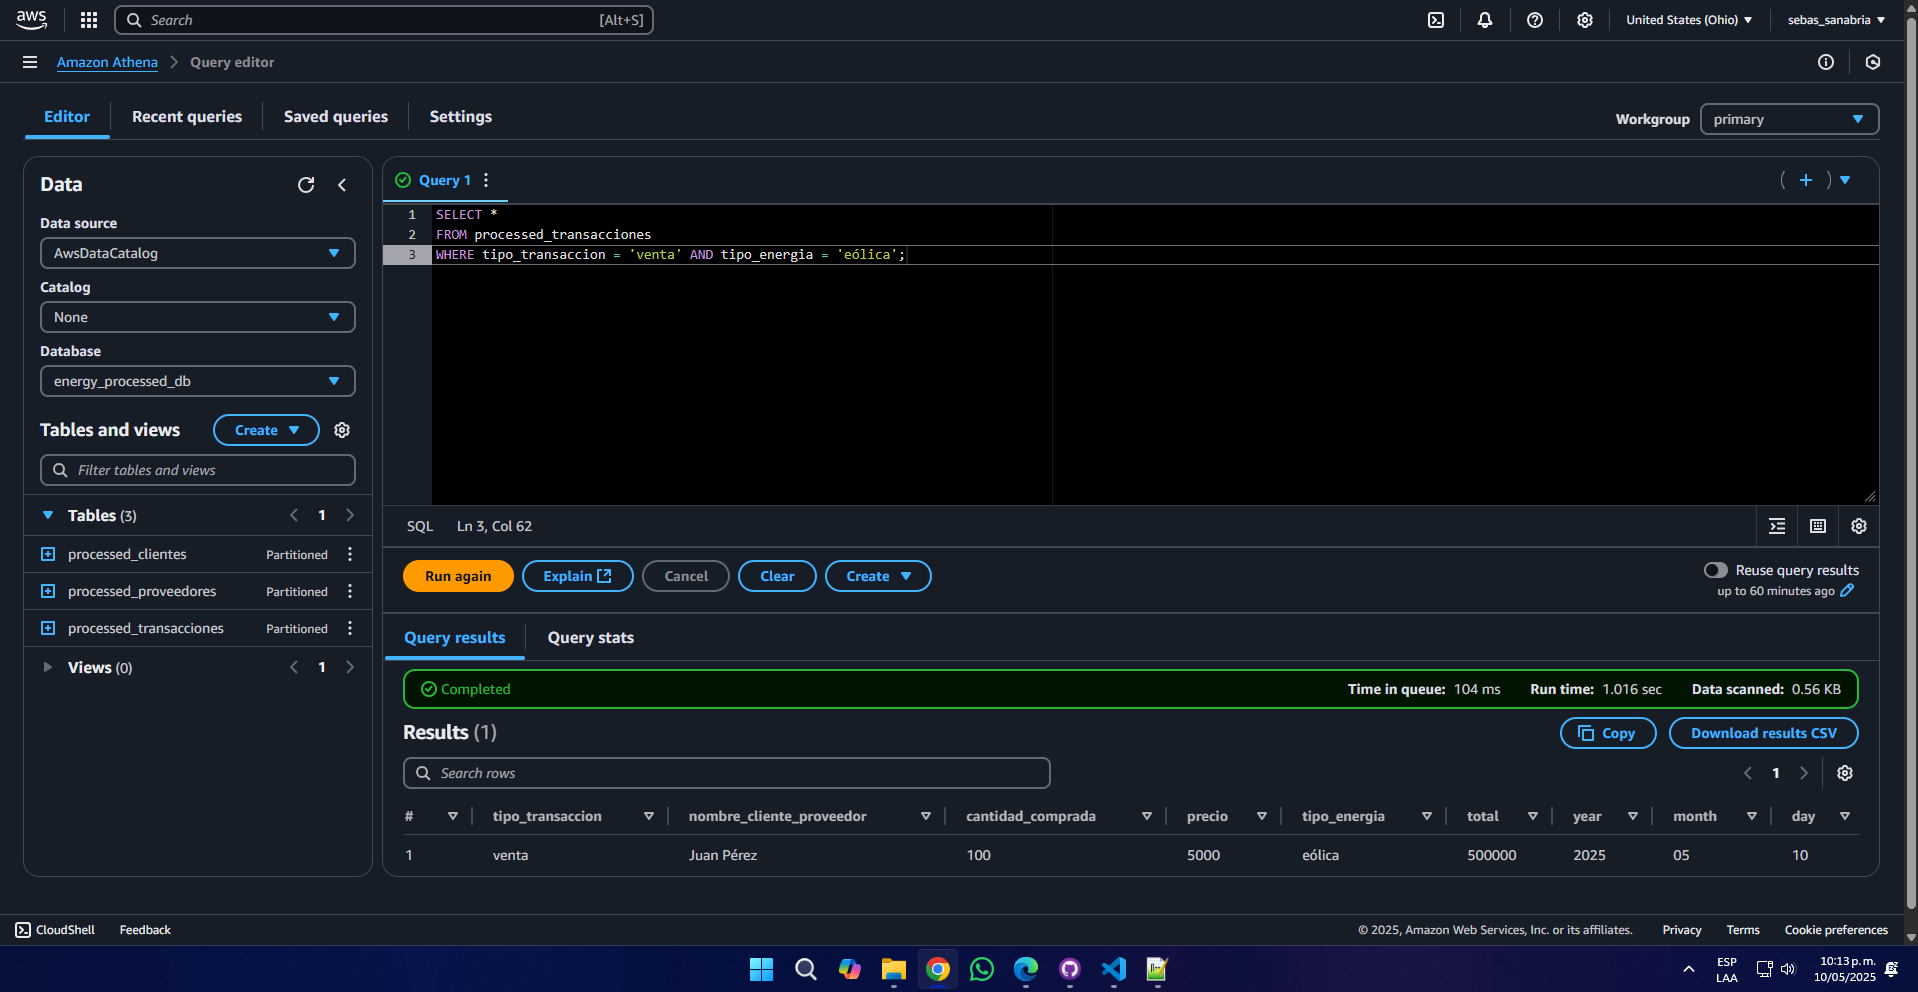 aws
Search [Alt+S]
United States (Ohio)
sebas_sanabria
Amazon Athena
Query editor
Editor
Recent queries
Saved queries
Settings
Workgroup
primary
Data
Data source
AwsDataCatalog
Catalog
None
Database
energy_processed_db
Tables and views
Create
Filter tables and views
Tables (3)
1
processed_clientes Partitioned
processed_proveedores Partitioned
processed_transacciones Partitioned
Views (0)
1
Query 1
( + )
1 SELECT *
2 FROM processed_transacciones
3 WHERE tipo_transaccion = 'venta' AND tipo_energia = 'eólica';
SQL Ln 3, Col 62
Run again
Explain
Cancel
Clear
Create
Reuse query results
up to 60 minutes ago
Query results
Query stats
Completed
Time in queue: 104 ms Run time: 1.016 sec Data scanned: 0.56 KB
Results (1)
Copy
Download results CSV
Search rows
1
# tipo_transaccion nombre_cliente_proveedor cantidad_comprada precio tipo_energia total year month day
1 venta Juan Pérez 100 5000 eólica 500000 2025 05 10
CloudShell
Feedback
© 2025, Amazon Web Services, Inc. or its affiliates.
Privacy
Terms
Cookie preferences
ESP
LAA
10:13 p. m.
10/05/2025